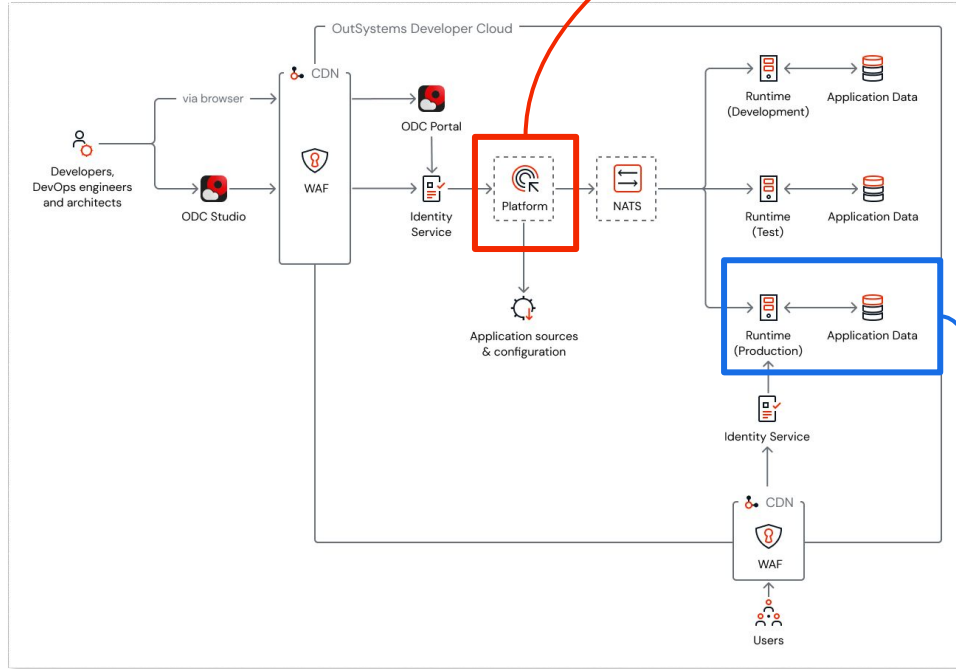 OutSystems Developer Cloud
CDN
via browser
ODC Portal
WAF
Developers,
DevOps engineers
and architects
ODC Studio
Identity
Service
Platform
NATS
Runtime
(Development)
Application Data
Runtime
(Test)
Application Data
Application sources
& configuration
Runtime
(Production)
Application Data
Identity Service
CDN
WAF
Users